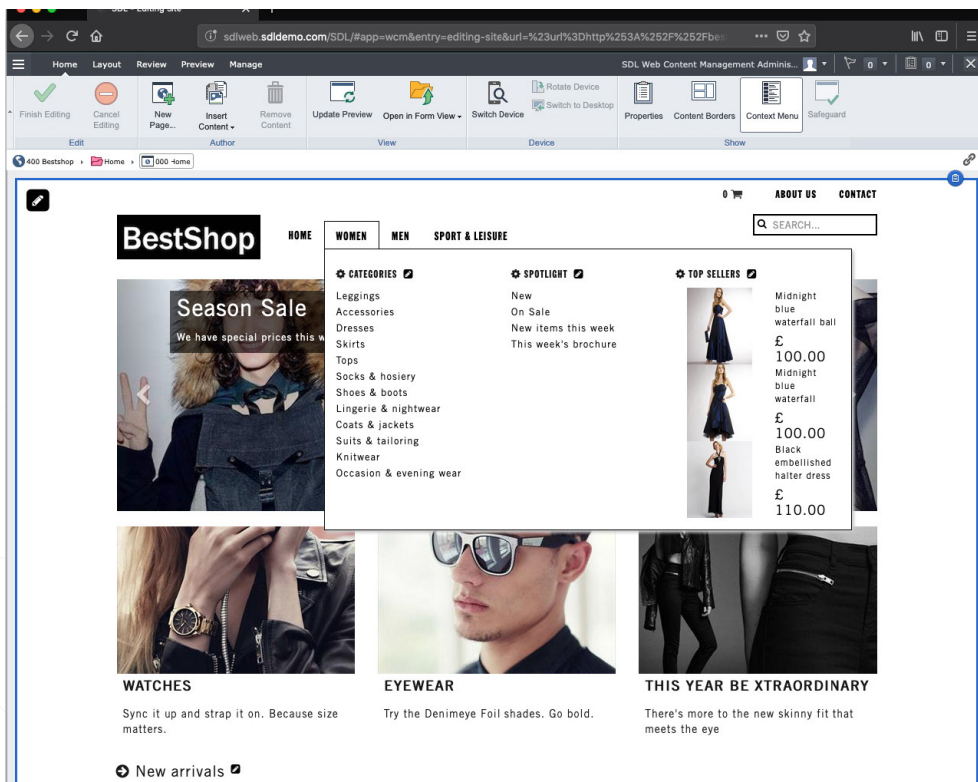 SDL - Editing Site
sdlweb.sdldemo.com/SDL/#app=wcm&entry=editing-site&url=%23url%3Dhttp%253A%252F%252Fbes
Home Layout Review Preview Manage
SDL Web Content Management Adminis...
0
0
Finish Editing
Cancel Editing
New Page...
Insert Content
Remove Content
Update Preview
Open in Form View
Switch Device
Rotate Device
Switch to Desktop
Properties
Content Borders
Context Menu
Safeguard
Edit
Author
View
Device
Show
400 Bestshop
Home
000 Home
0
ABOUT US
CONTACT
BestShop
HOME
WOMEN
MEN
SPORT & LEISURE
SEARCH...
Season Sale
We have special prices this w
CATEGORIES
Leggings
Accessories
Dresses
Skirts
Tops
Socks & hosiery
Shoes & boots
Lingerie & nightwear
Coats & jackets
Suits & tailoring
Knitwear
Occasion & evening wear
SPOTLIGHT
New
On Sale
New items this week
This week's brochure
TOP SELLERS
Midnight
blue
waterfall ball
£
100.00
Midnight
blue
waterfall
£
100.00
Black
embellished
halter dress
£
110.00
WATCHES
Sync it up and strap it on. Because size
matters.
EYEWEAR
Try the Denimeye Foil shades. Go bold.
THIS YEAR BE XTRAORDINARY
There's more to the new skinny fit that
meets the eye
New arrivals